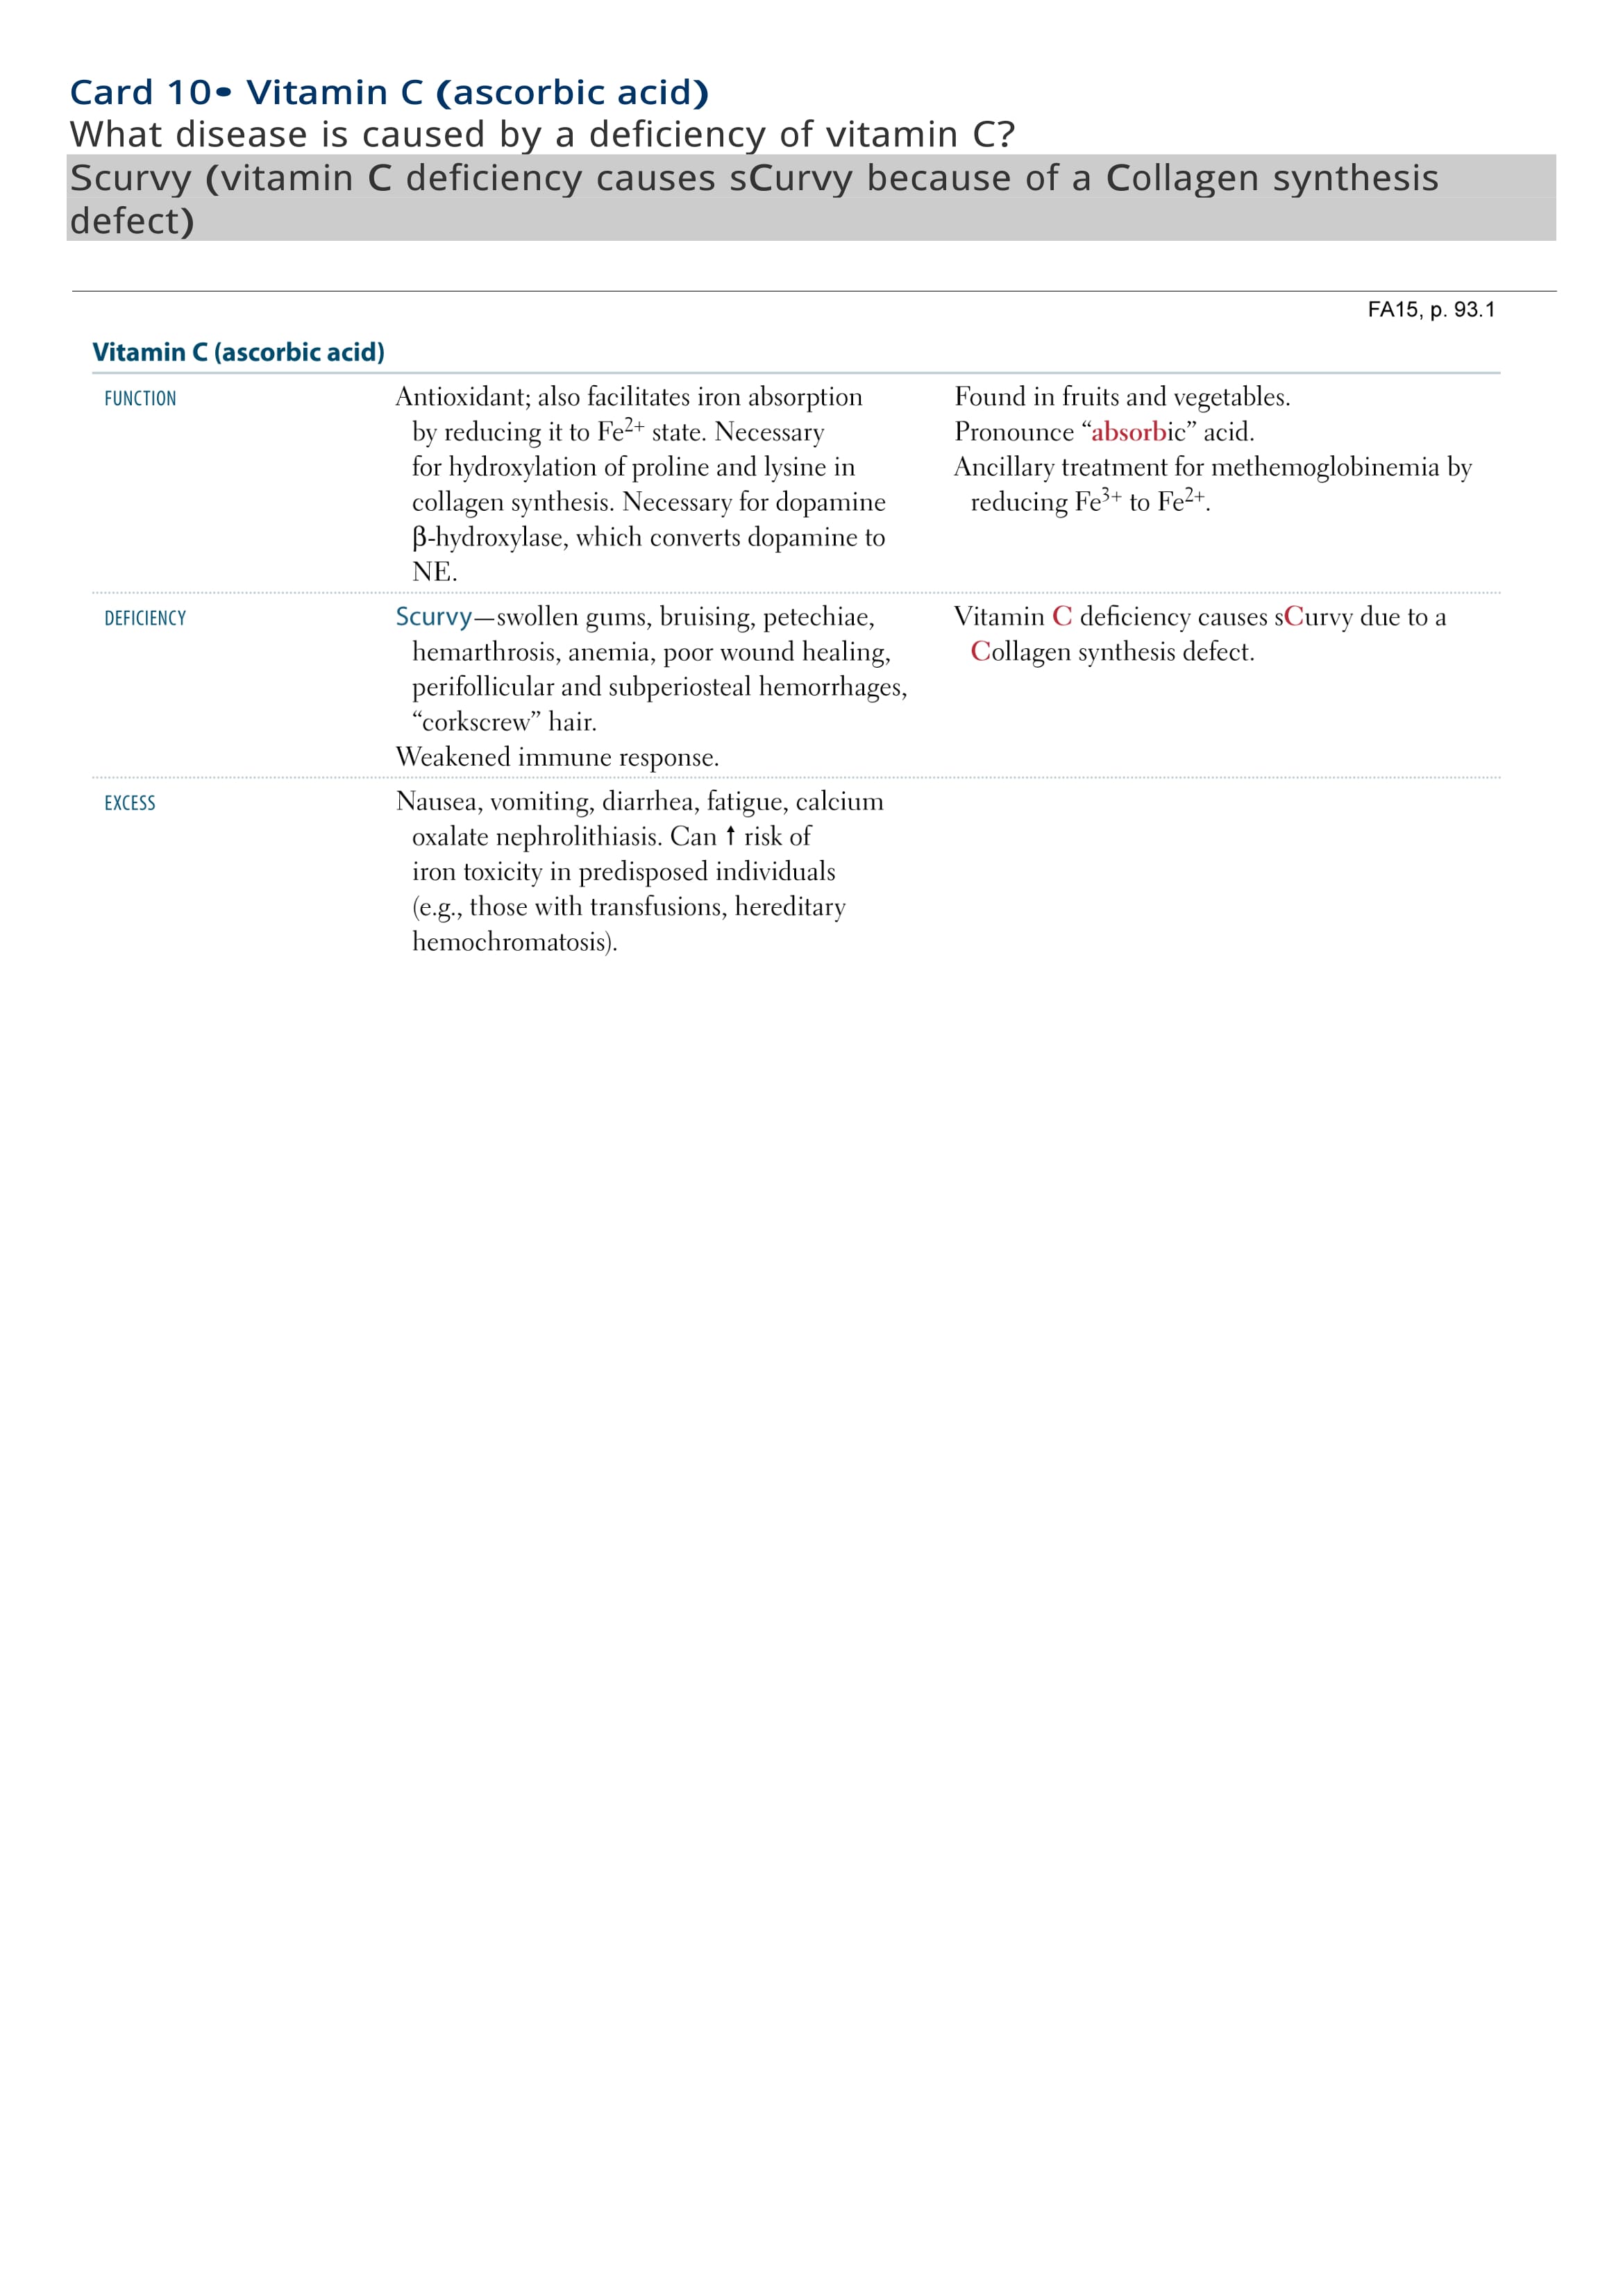 Card 10• Vitamin C (ascorbic acid)
What disease is caused by a deficiency of vitamin C?
Scurvy (vitamin C deficiency causes sCurvy because of a Collagen synthesis
defect)
FA15, p. 93.1
Vitamin C (ascorbic acid)
FUNCTION
Antioxidant; also facilitates iron absorption
by reducing it to Fe²⁺ state. Necessary
for hydroxylation of proline and lysine in
collagen synthesis. Necessary for dopamine
β-hydroxylase, which converts dopamine to
NE.
Found in fruits and vegetables.
Pronounce “absorbic” acid.
Ancillary treatment for methemoglobinemia by
reducing Fe³⁺ to Fe²⁺.
DEFICIENCY
Scurvy—swollen gums, bruising, petechiae,
hemarthrosis, anemia, poor wound healing,
perifollicular and subperiosteal hemorrhages,
“corkscrew” hair.
Weakened immune response.
Vitamin C deficiency causes sCurvy due to a
Collagen synthesis defect.
EXCESS
Nausea, vomiting, diarrhea, fatigue, calcium
oxalate nephrolithiasis. Can ↑ risk of
iron toxicity in predisposed individuals
(e.g., those with transfusions, hereditary
hemochromatosis).